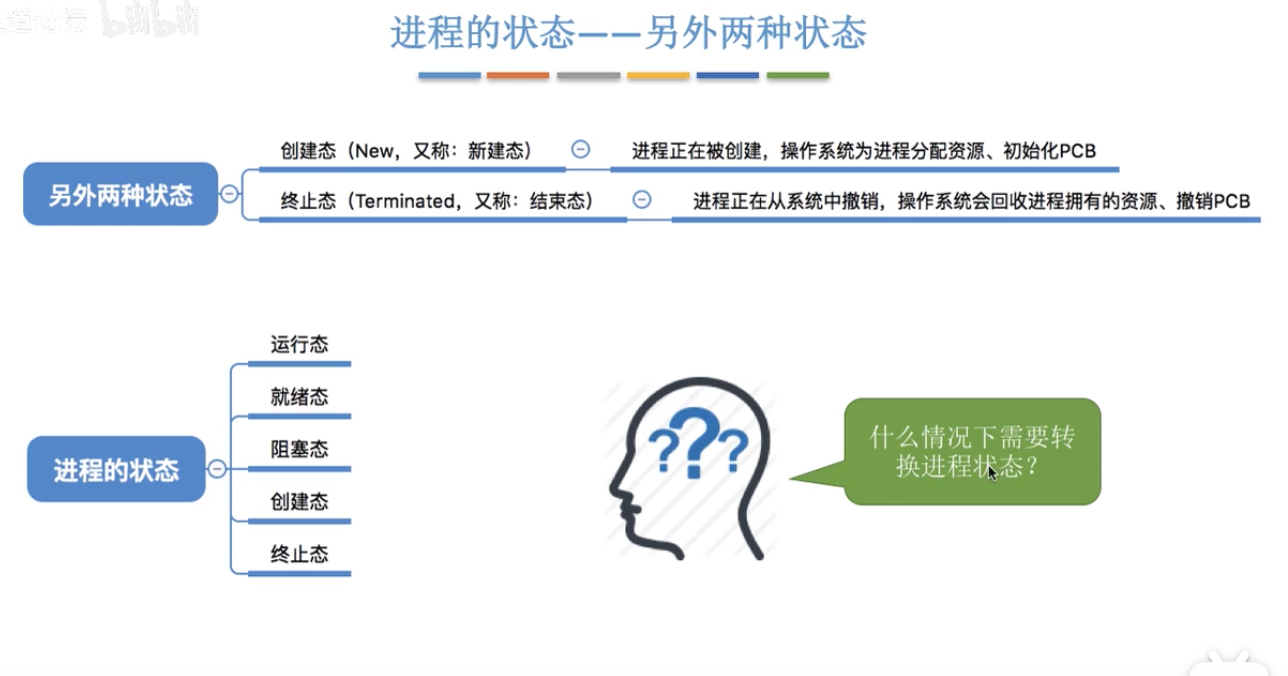 bilibili
进程的状态——另外两种状态
另外两种状态
创建态（New，又称：新建态）
进程正在被创建，操作系统为进程分配资源、初始化PCB
终止态（Terminated，又称：结束态）
进程正在从系统中撤销，操作系统会回收进程拥有的资源、撤销PCB
进程的状态
运行态
就绪态
阻塞态
创建态
终止态
???
什么情况下需要转
换进程状态？